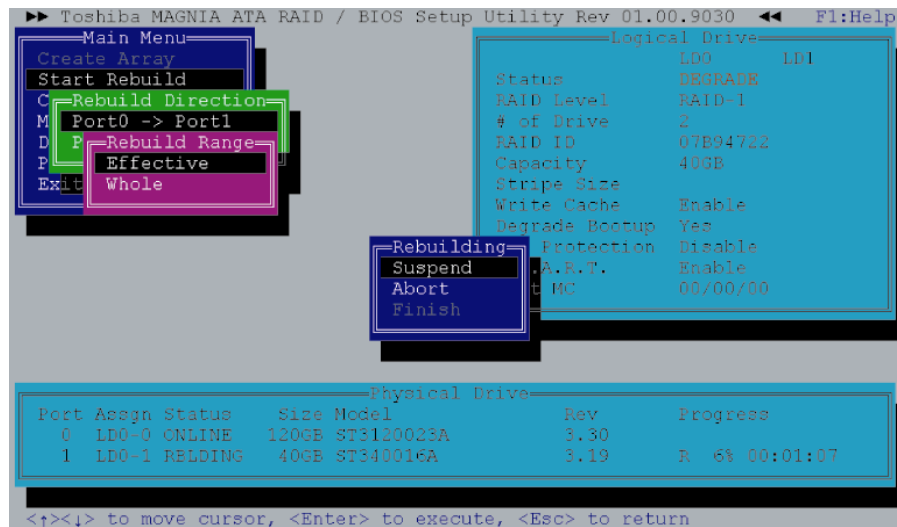 ►► Toshiba MAGNIA ATA RAID / BIOS Setup Utility Rev 01.00.9030 ◄◄ F1:Help
Main Menu
Create Array
Start Rebuild
C
Rebuild Direction
M
Port0 -> Port1
D
P
Rebuild Range
P
Effective
Exit
Whole
Logical Drive
LD0 LD1
Status DEGRADE
RAID Level RAID-1
# of Drive 2
RAID ID 07B94722
Capacity 40GB
Stripe Size
Write Cache Enable
Degrade Bootup Yes
Protection Disable
.A.R.T. Enable
t MC 00/00/00
Rebuilding
Suspend
Abort
Finish
Physical Drive
Port Assgn Status Size Model Rev Progress
0 LD0-0 ONLINE 120GB ST3120023A 3.30
1 LD0-1 RBLDING 40GB ST340016A 3.19 R 6% 00:01:07
<↑><↓> to move cursor, <Enter> to execute, <Esc> to return